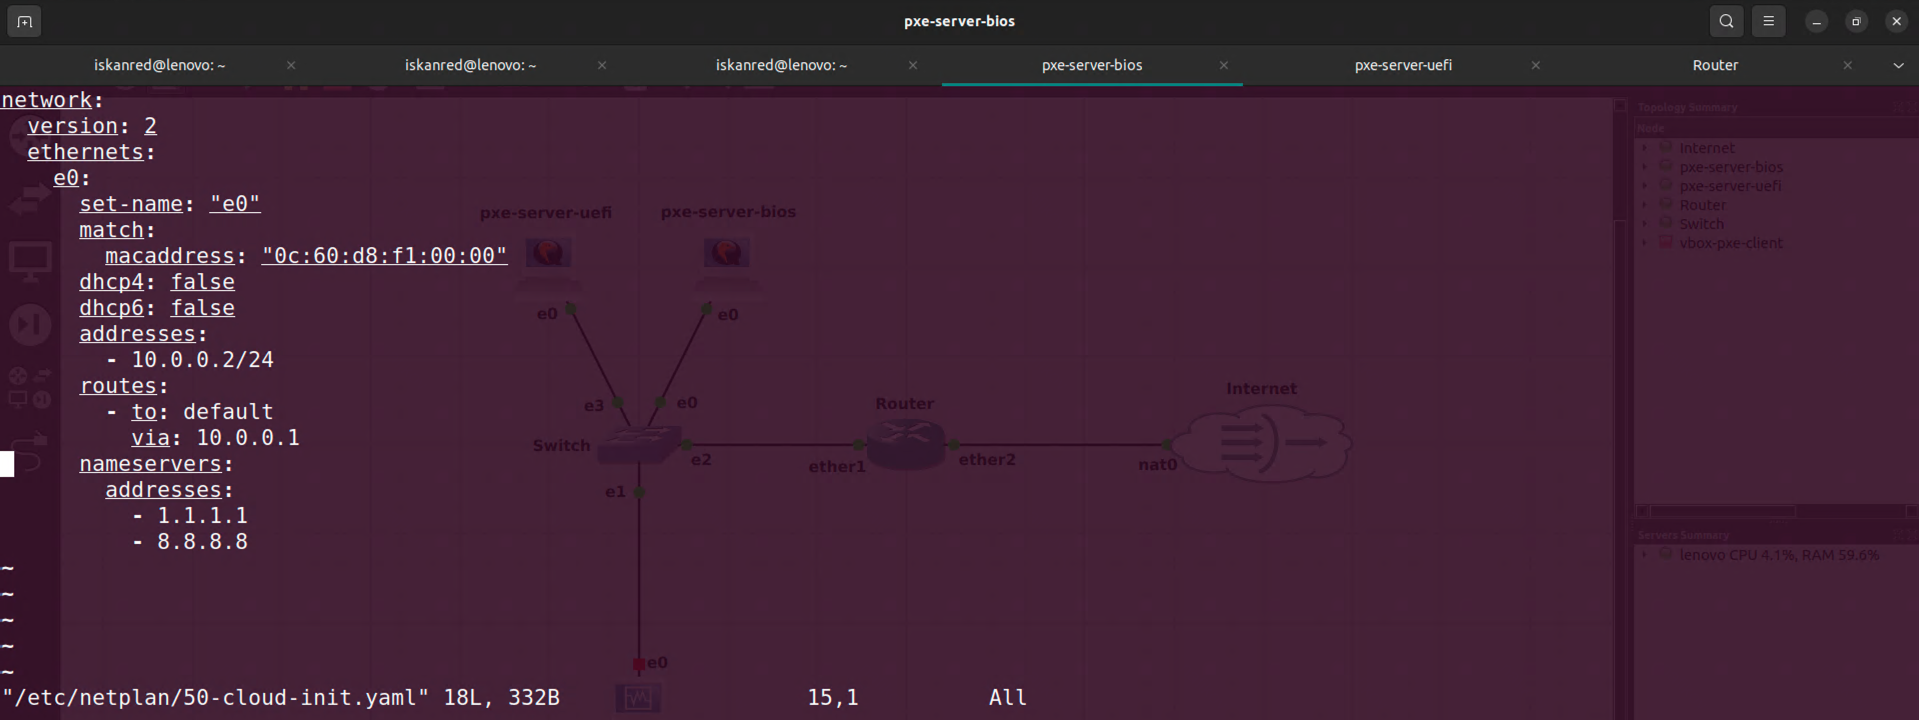 pxe-server-bios
iskanred@lenovo: ~
iskanred@lenovo: ~
iskanred@lenovo: ~
pxe-server-bios
pxe-server-uefi
Router
network:
  version: 2
  ethernets:
    e0:
      set-name: "e0"
      match:
        macaddress: "0c:60:d8:f1:00:00"
      dhcp4: false
      dhcp6: false
      addresses:
        - 10.0.0.2/24
      routes:
        - to: default
          via: 10.0.0.1
      nameservers:
        addresses:
          - 1.1.1.1
          - 8.8.8.8
~
~
~
~
~
"/etc/netplan/50-cloud-init.yaml" 18L, 332B 15,1 All
pxe-server-uefi
pxe-server-bios
e0
e0
e3
e0
Switch
e2
e1
e0
Router
ether1
ether2
Internet
nat0
Topology Summary
Node
Internet
pxe-server-bios
pxe-server-uefi
Router
Switch
vbox-pxe-client
Servers Summary
lenovo CPU 4.1%, RAM 59.6%